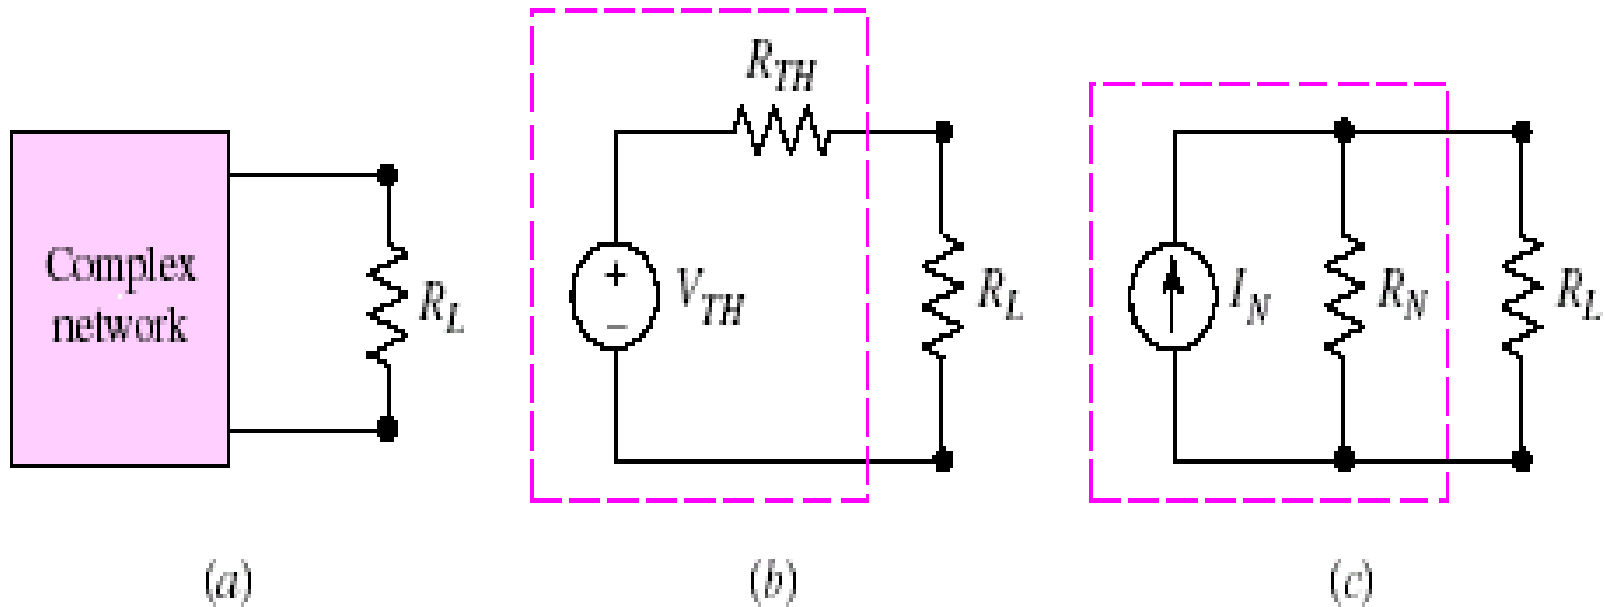 Complex
network
R_L
(a)
R_TH
+
V_TH
−
R_L
(b)
I_N
R_N
R_L
(c)